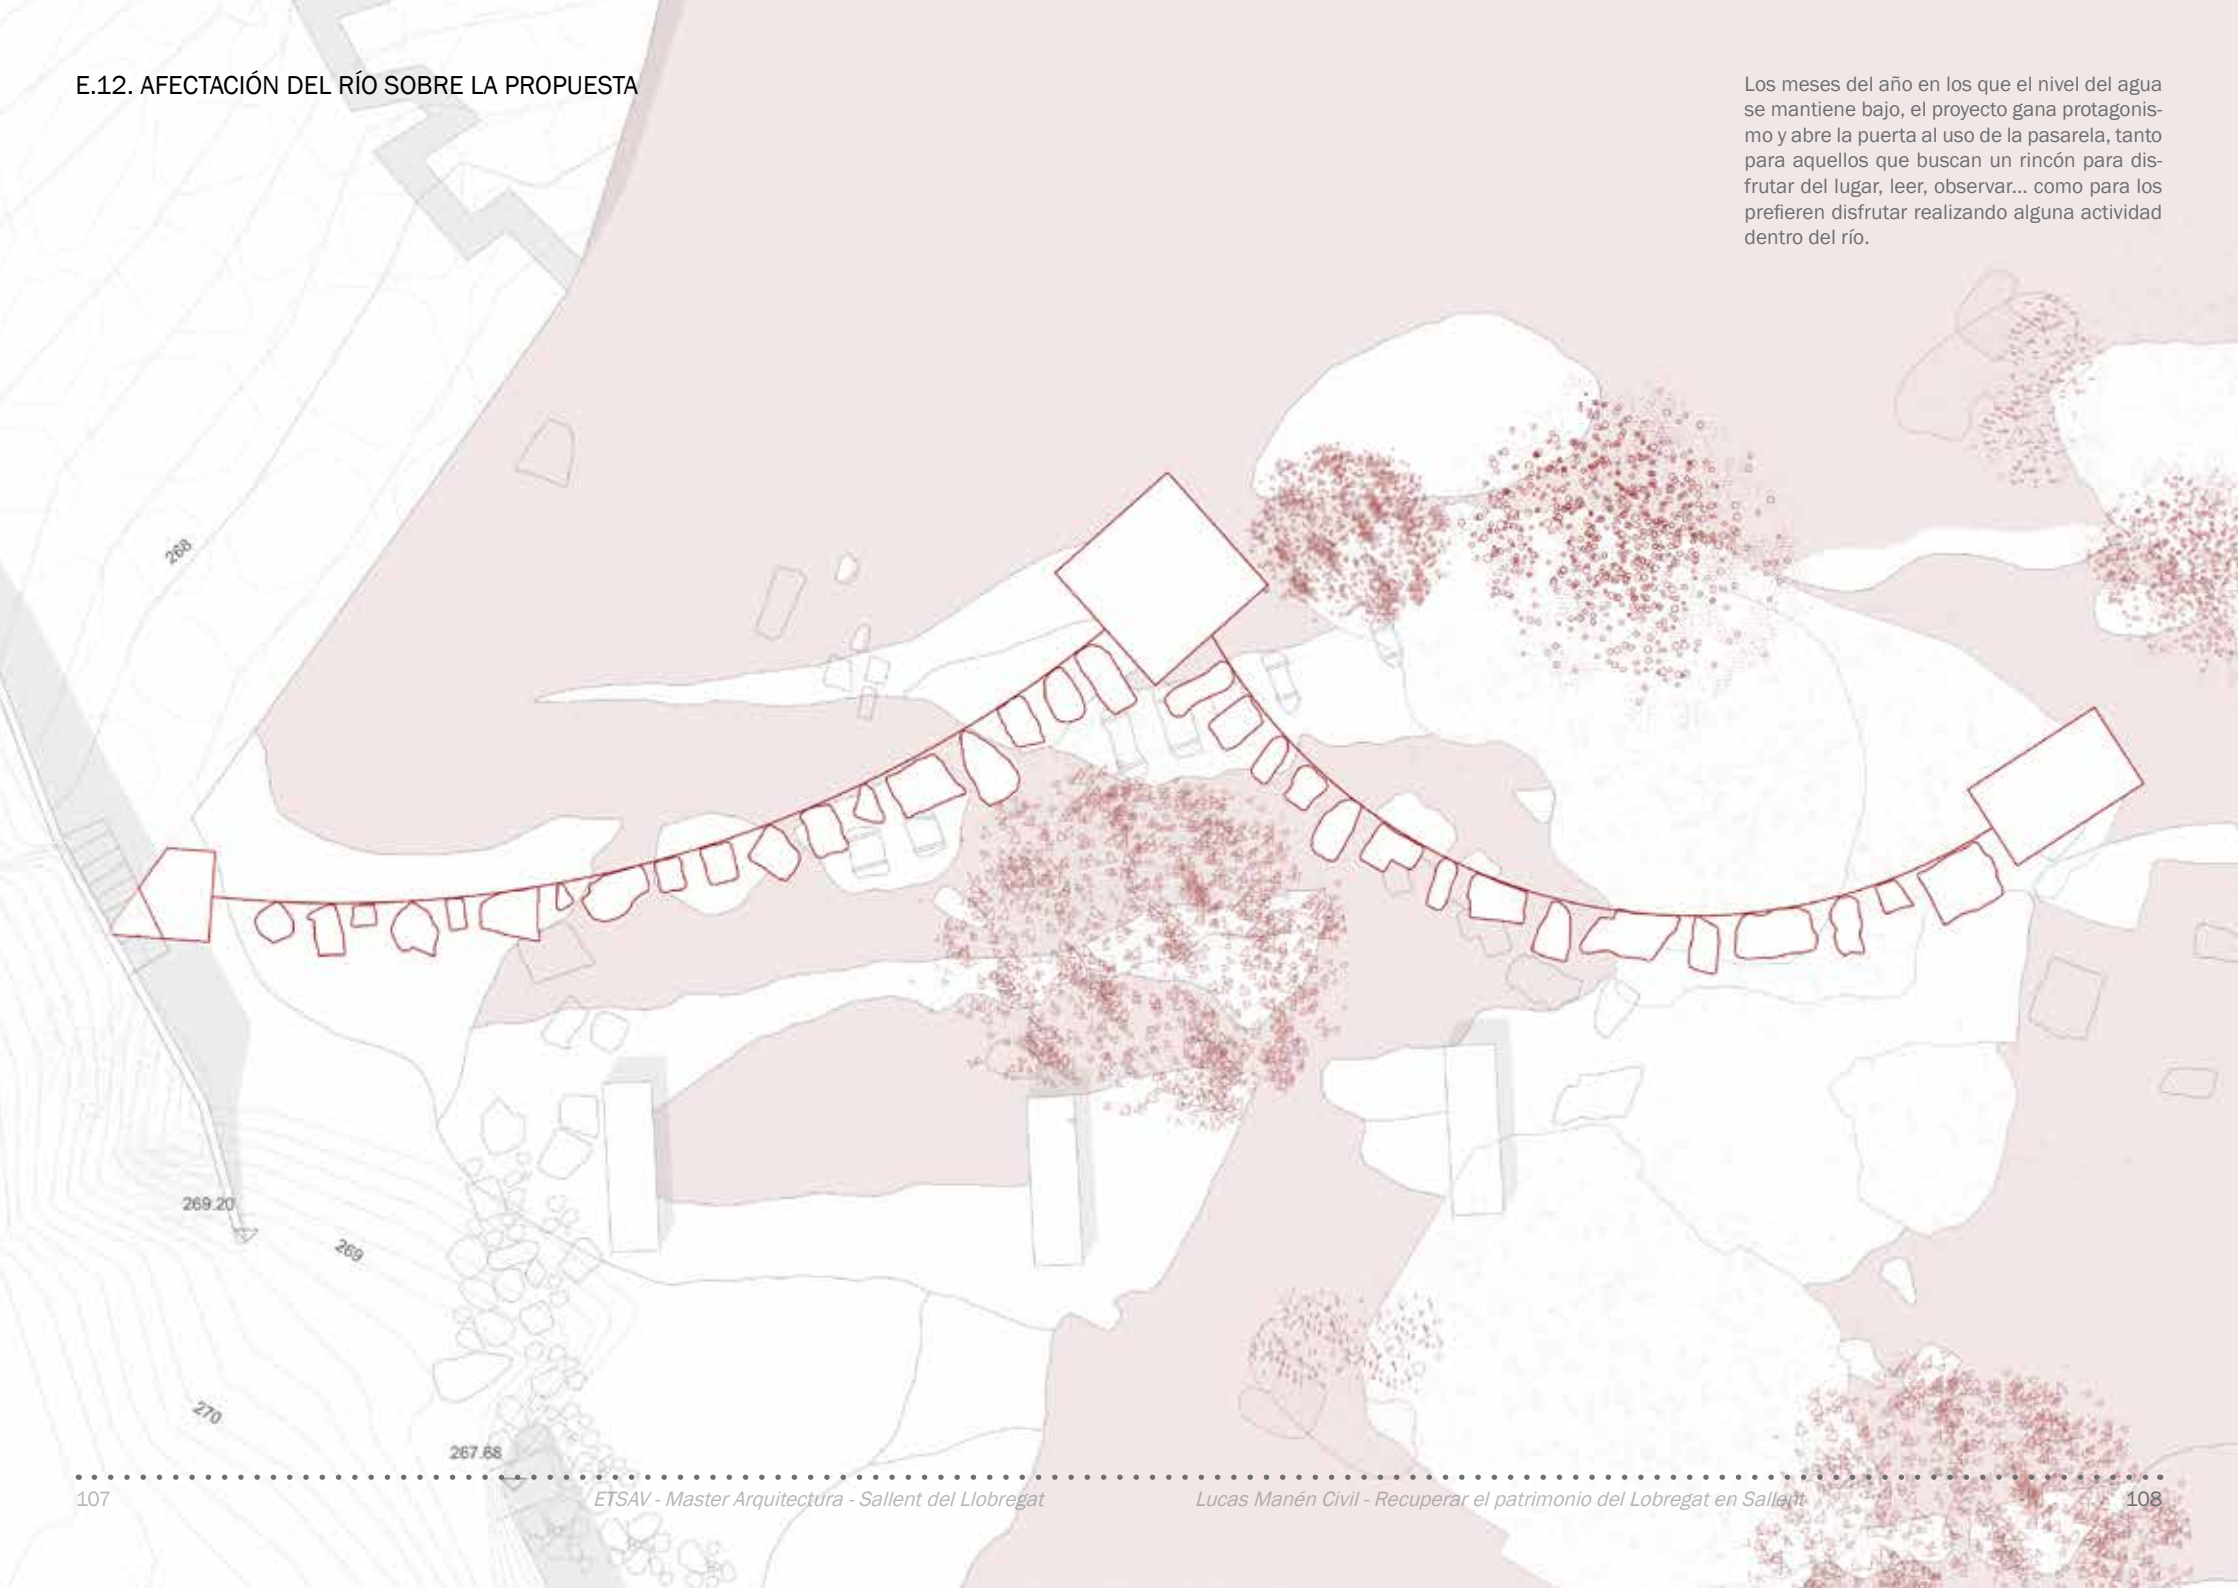 E.12. AFECTACIÓN DEL RÍO SOBRE LA PROPUESTA
Los meses del año en los que el nivel del agua
se mantiene bajo, el proyecto gana protagonis-
mo y abre la puerta al uso de la pasarela, tanto
para aquellos que buscan un rincón para dis-
frutar del lugar, leer, observar... como para los
prefieren disfrutar realizando alguna actividad
dentro del río.
268
269.20
269
270
267.68
107
ETSAV - Master Arquitectura - Sallent del Llobregat
Lucas Manén Civil - Recuperar el patrimonio del Lobregat en Sallent
108